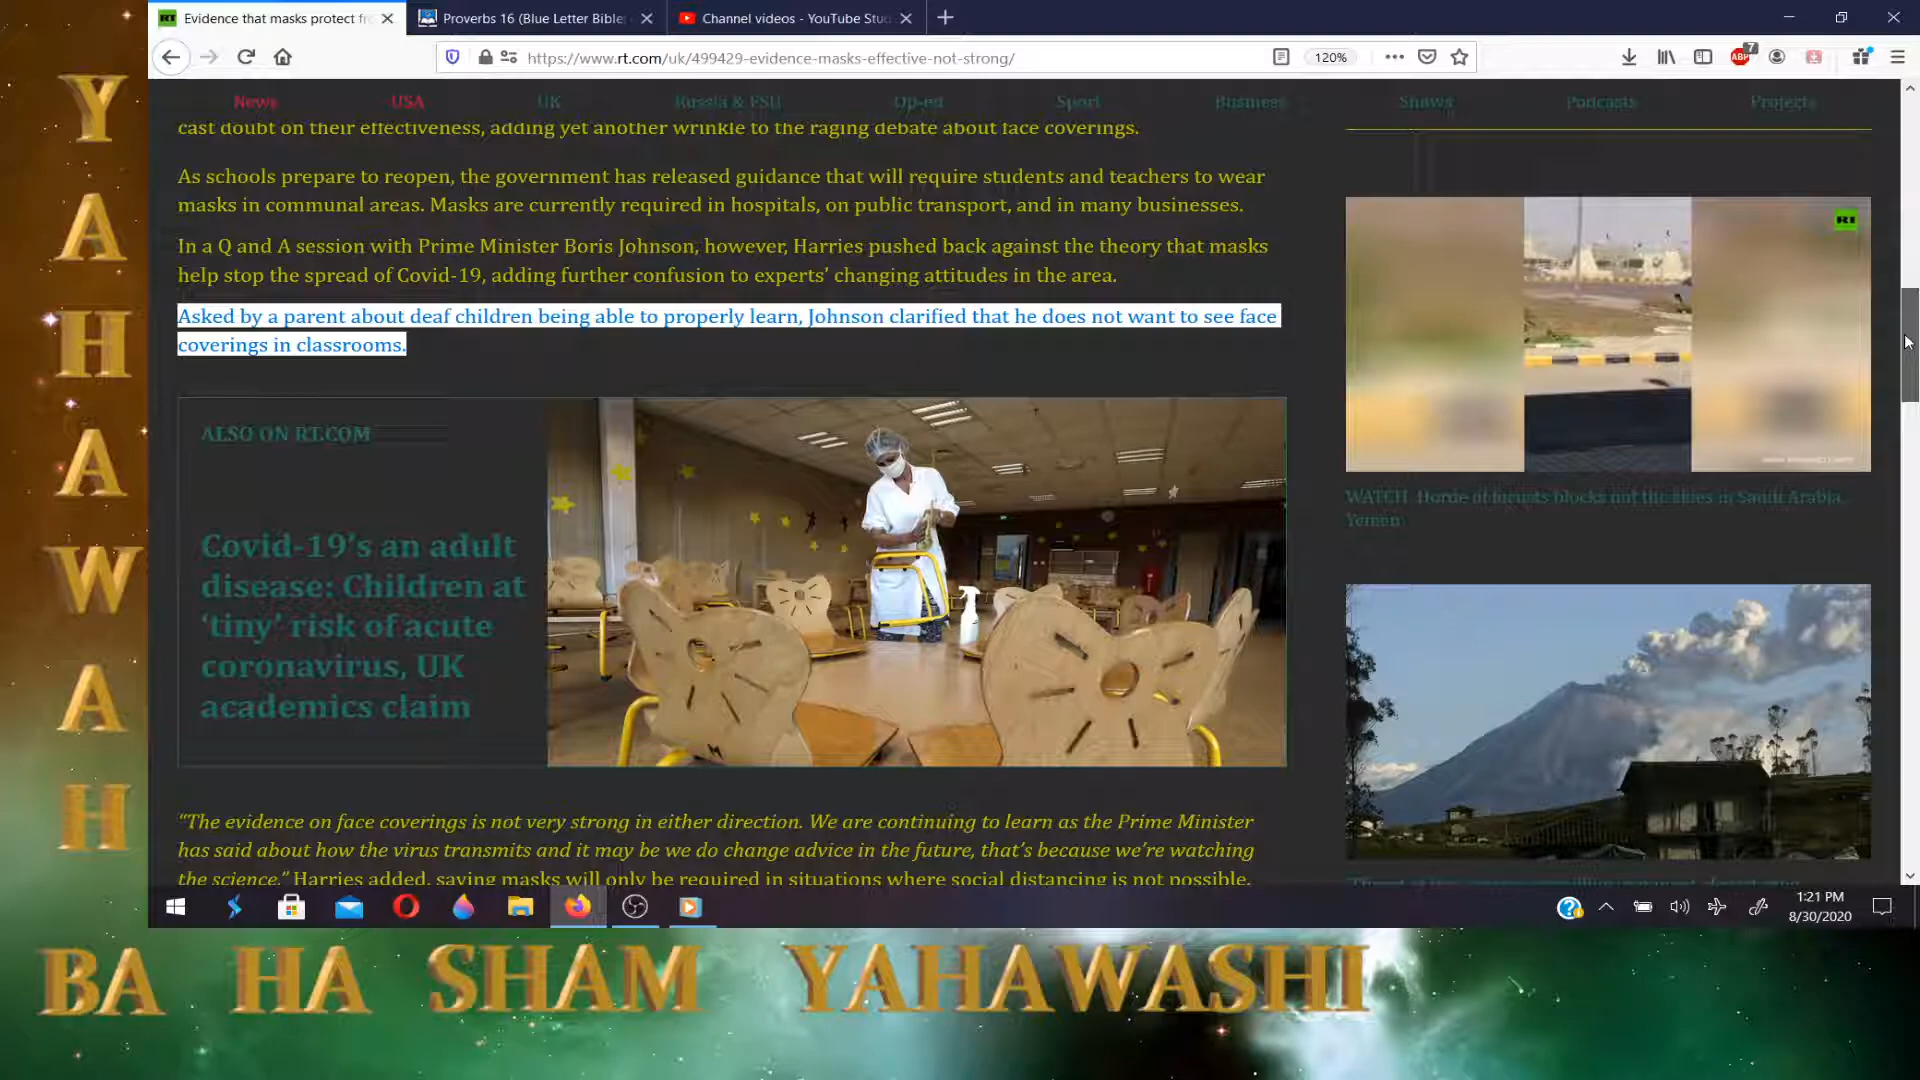 Evidence that masks protect fr
Proverbs 16 (Blue Letter Bible:
Channel videos - YouTube Stu
https://www.rt.com/uk/499429-evidence-masks-effective-not-strong/
120%
ABP
7
News
USA
UK
Russia & FSU
Op-ed
Sport
Business
Shows
Podcasts
Projects
cast doubt on their effectiveness, adding yet another wrinkle to the raging debate about face coverings.
As schools prepare to reopen, the government has released guidance that will require students and teachers to wear
masks in communal areas. Masks are currently required in hospitals, on public transport, and in many businesses.
In a Q and A session with Prime Minister Boris Johnson, however, Harries pushed back against the theory that masks
help stop the spread of Covid-19, adding further confusion to experts' changing attitudes in the area.
Asked by a parent about deaf children being able to properly learn, Johnson clarified that he does not want to see face
coverings in classrooms.
ALSO ON RT.COM
Covid-19's an adult
disease: Children at
'tiny' risk of acute
coronavirus, UK
academics claim
"The evidence on face coverings is not very strong in either direction. We are continuing to learn as the Prime Minister
has said about how the virus transmits and it may be we do change advice in the future, that's because we're watching
the science." Harries added, saying masks will only be required in situations where social distancing is not possible.
RT
WATCH Horde of locusts blocks out the skies in Saudi Arabia,
Yemen
1:21 PM
8/30/2020
YAHAWAH
BA HA SHAM YAHAWASHI